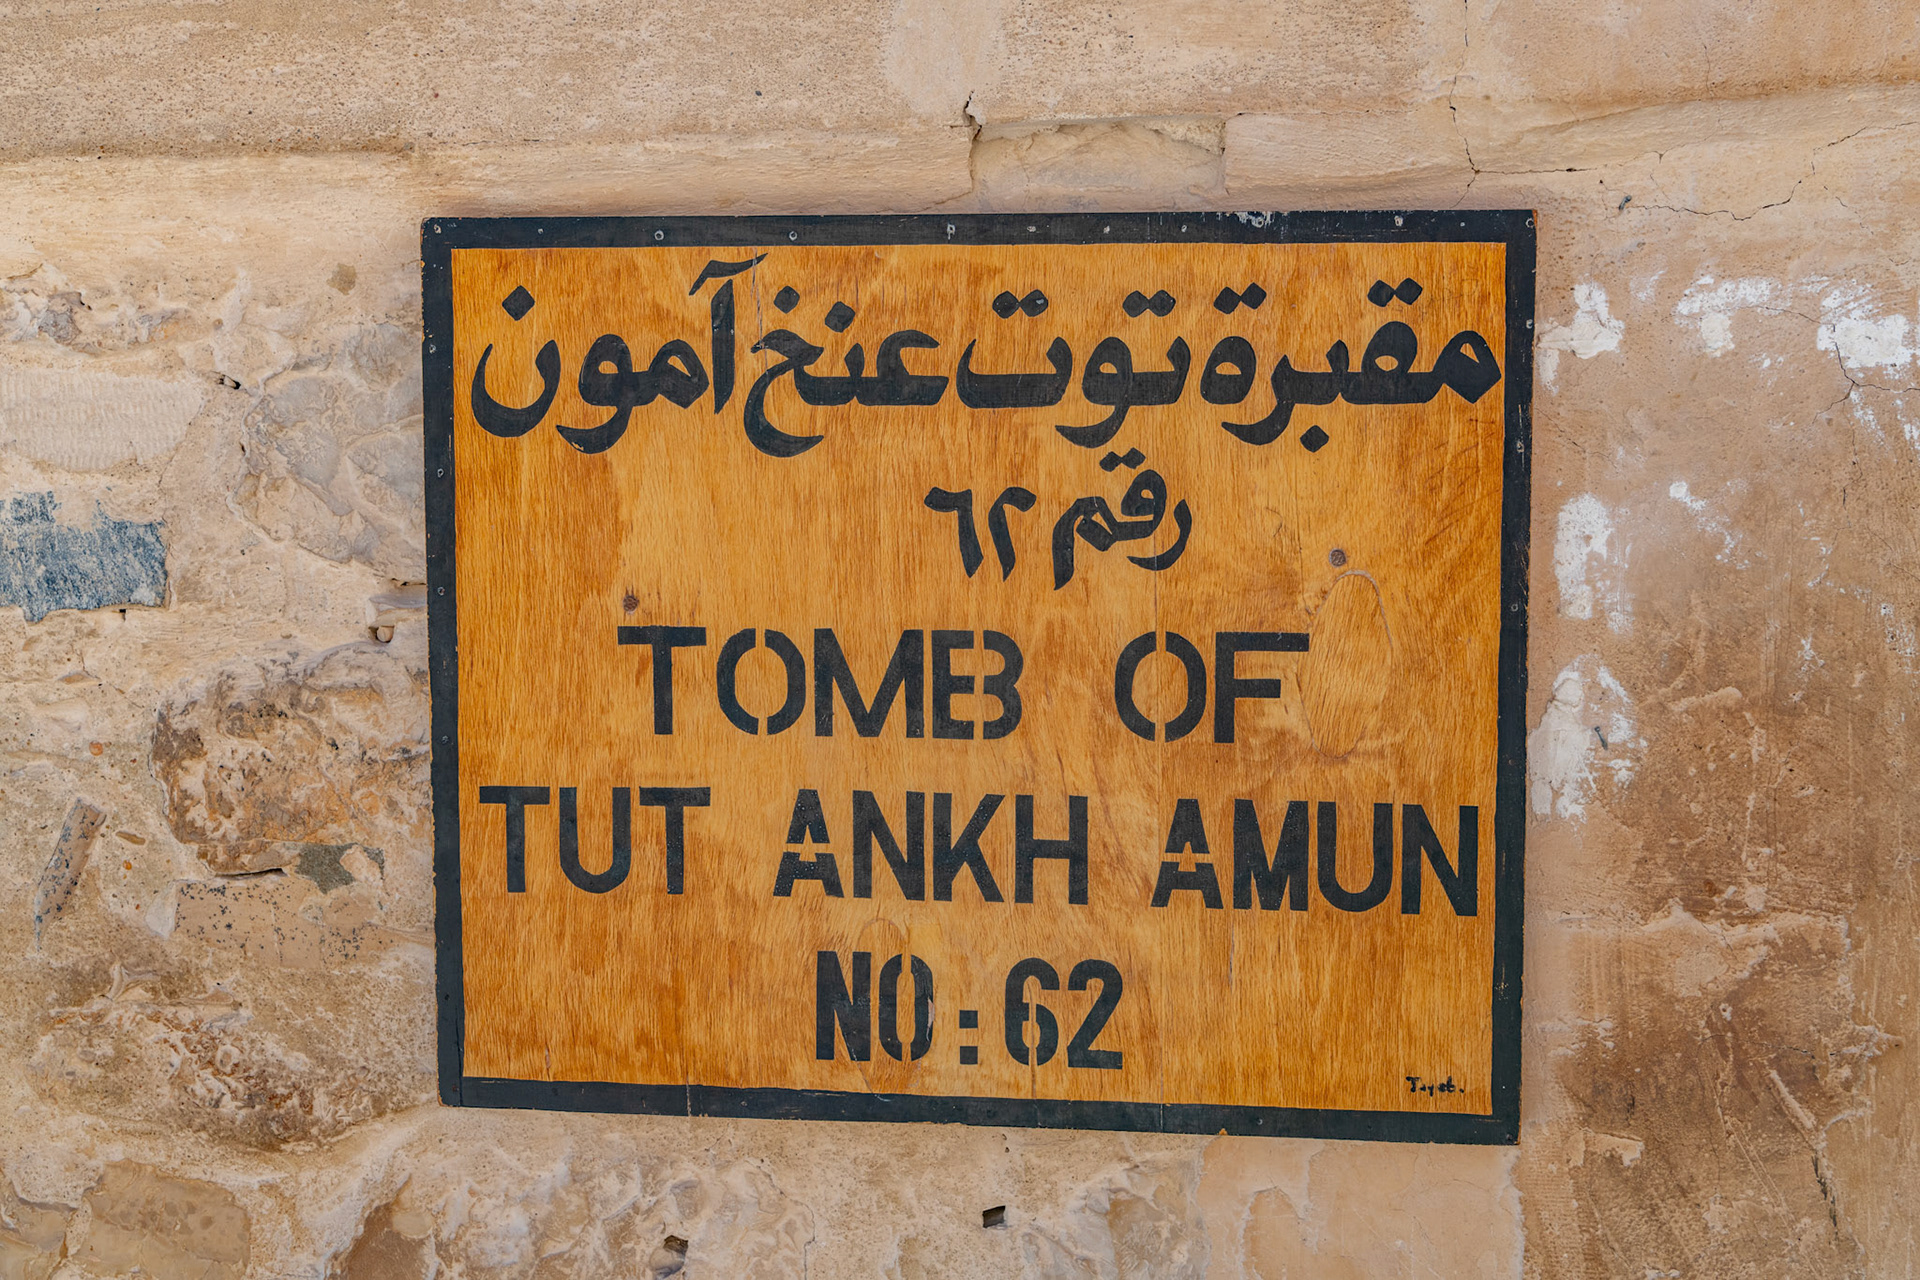 مقبرة توت عنخ آمون
رقم ٦٢
TOMB OF
TUT ANKH AMUN
NO: 62